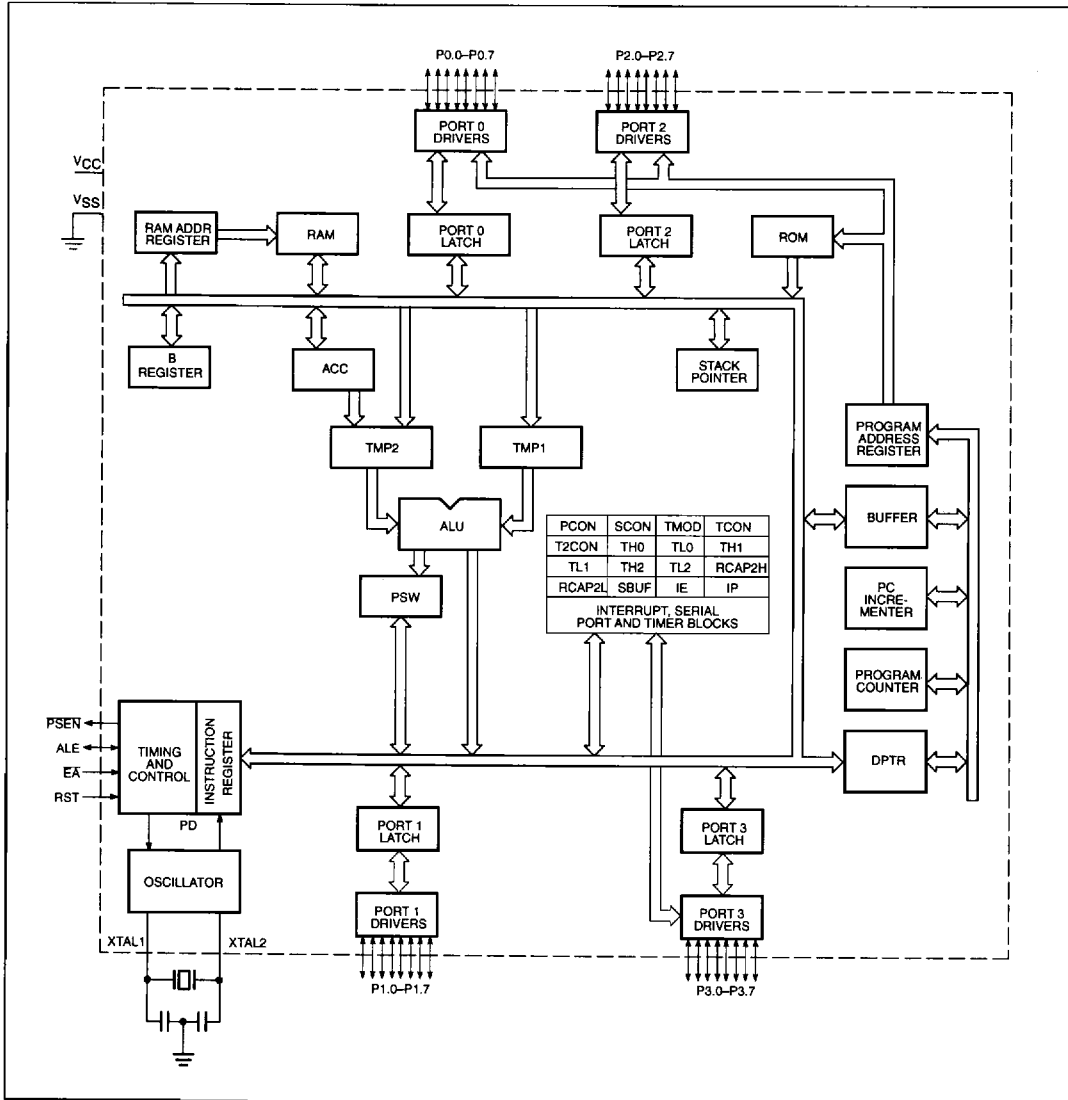 P0.0–P0.7
P2.0–P2.7
PORT 0
DRIVERS
PORT 2
DRIVERS
VCC
VSS
RAM ADDR
REGISTER
RAM
PORT 0
LATCH
PORT 2
LATCH
ROM
B
REGISTER
ACC
STACK
POINTER
TMP2
TMP1
PROGRAM
ADDRESS
REGISTER
ALU
BUFFER
PCON SCON TMOD TCON
T2CON TH0 TL0 TH1
TL1 TH2 TL2 RCAP2H
RCAP2L SBUF IE IP
INTERRUPT, SERIAL
PORT AND TIMER BLOCKS
PSW
PC
INCRE-
MENTER
PROGRAM
COUNTER
PSEN
ALE
EA
RST
TIMING
AND
CONTROL
INSTRUCTION
REGISTER
DPTR
PD
PORT 1
LATCH
PORT 3
LATCH
OSCILLATOR
PORT 1
DRIVERS
PORT 3
DRIVERS
XTAL1
XTAL2
P1.0–P1.7
P3.0–P3.7